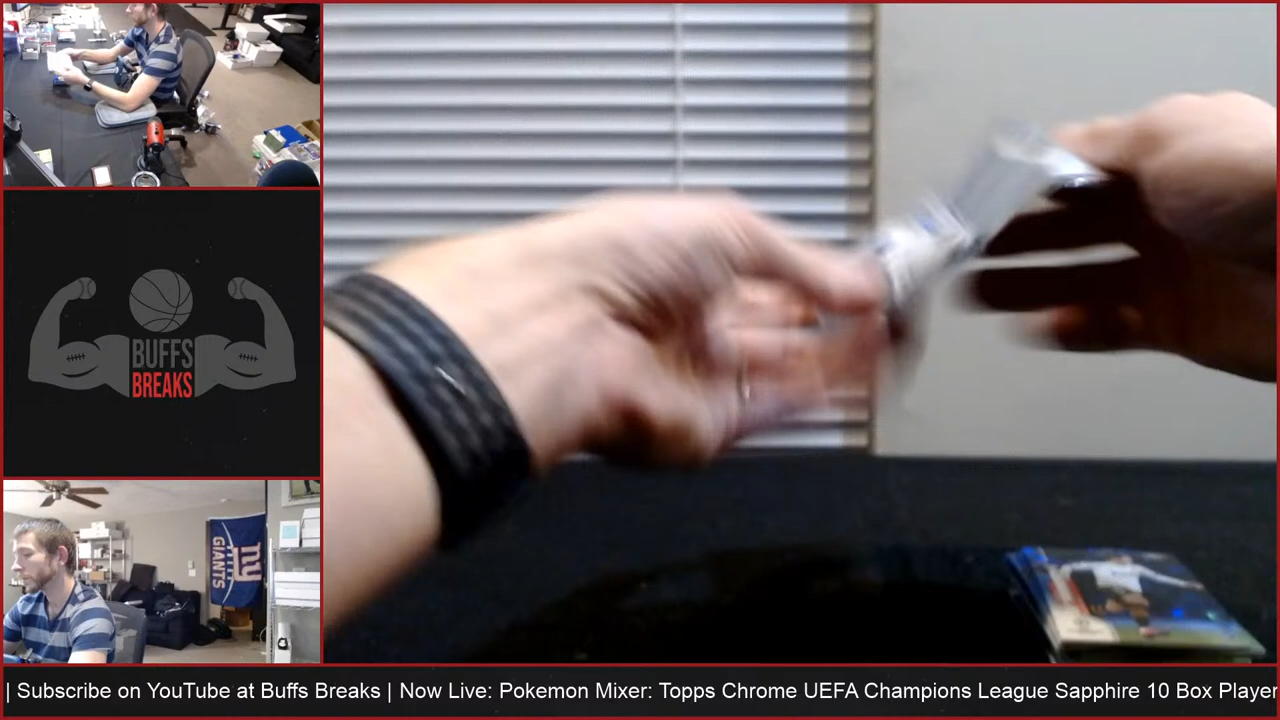 BUFFS
BREAKS
ny
GIANTS
| Subscribe on YouTube at Buffs Breaks | Now Live: Pokemon Mixer: Topps Chrome UEFA Champions League Sapphire 10 Box Player